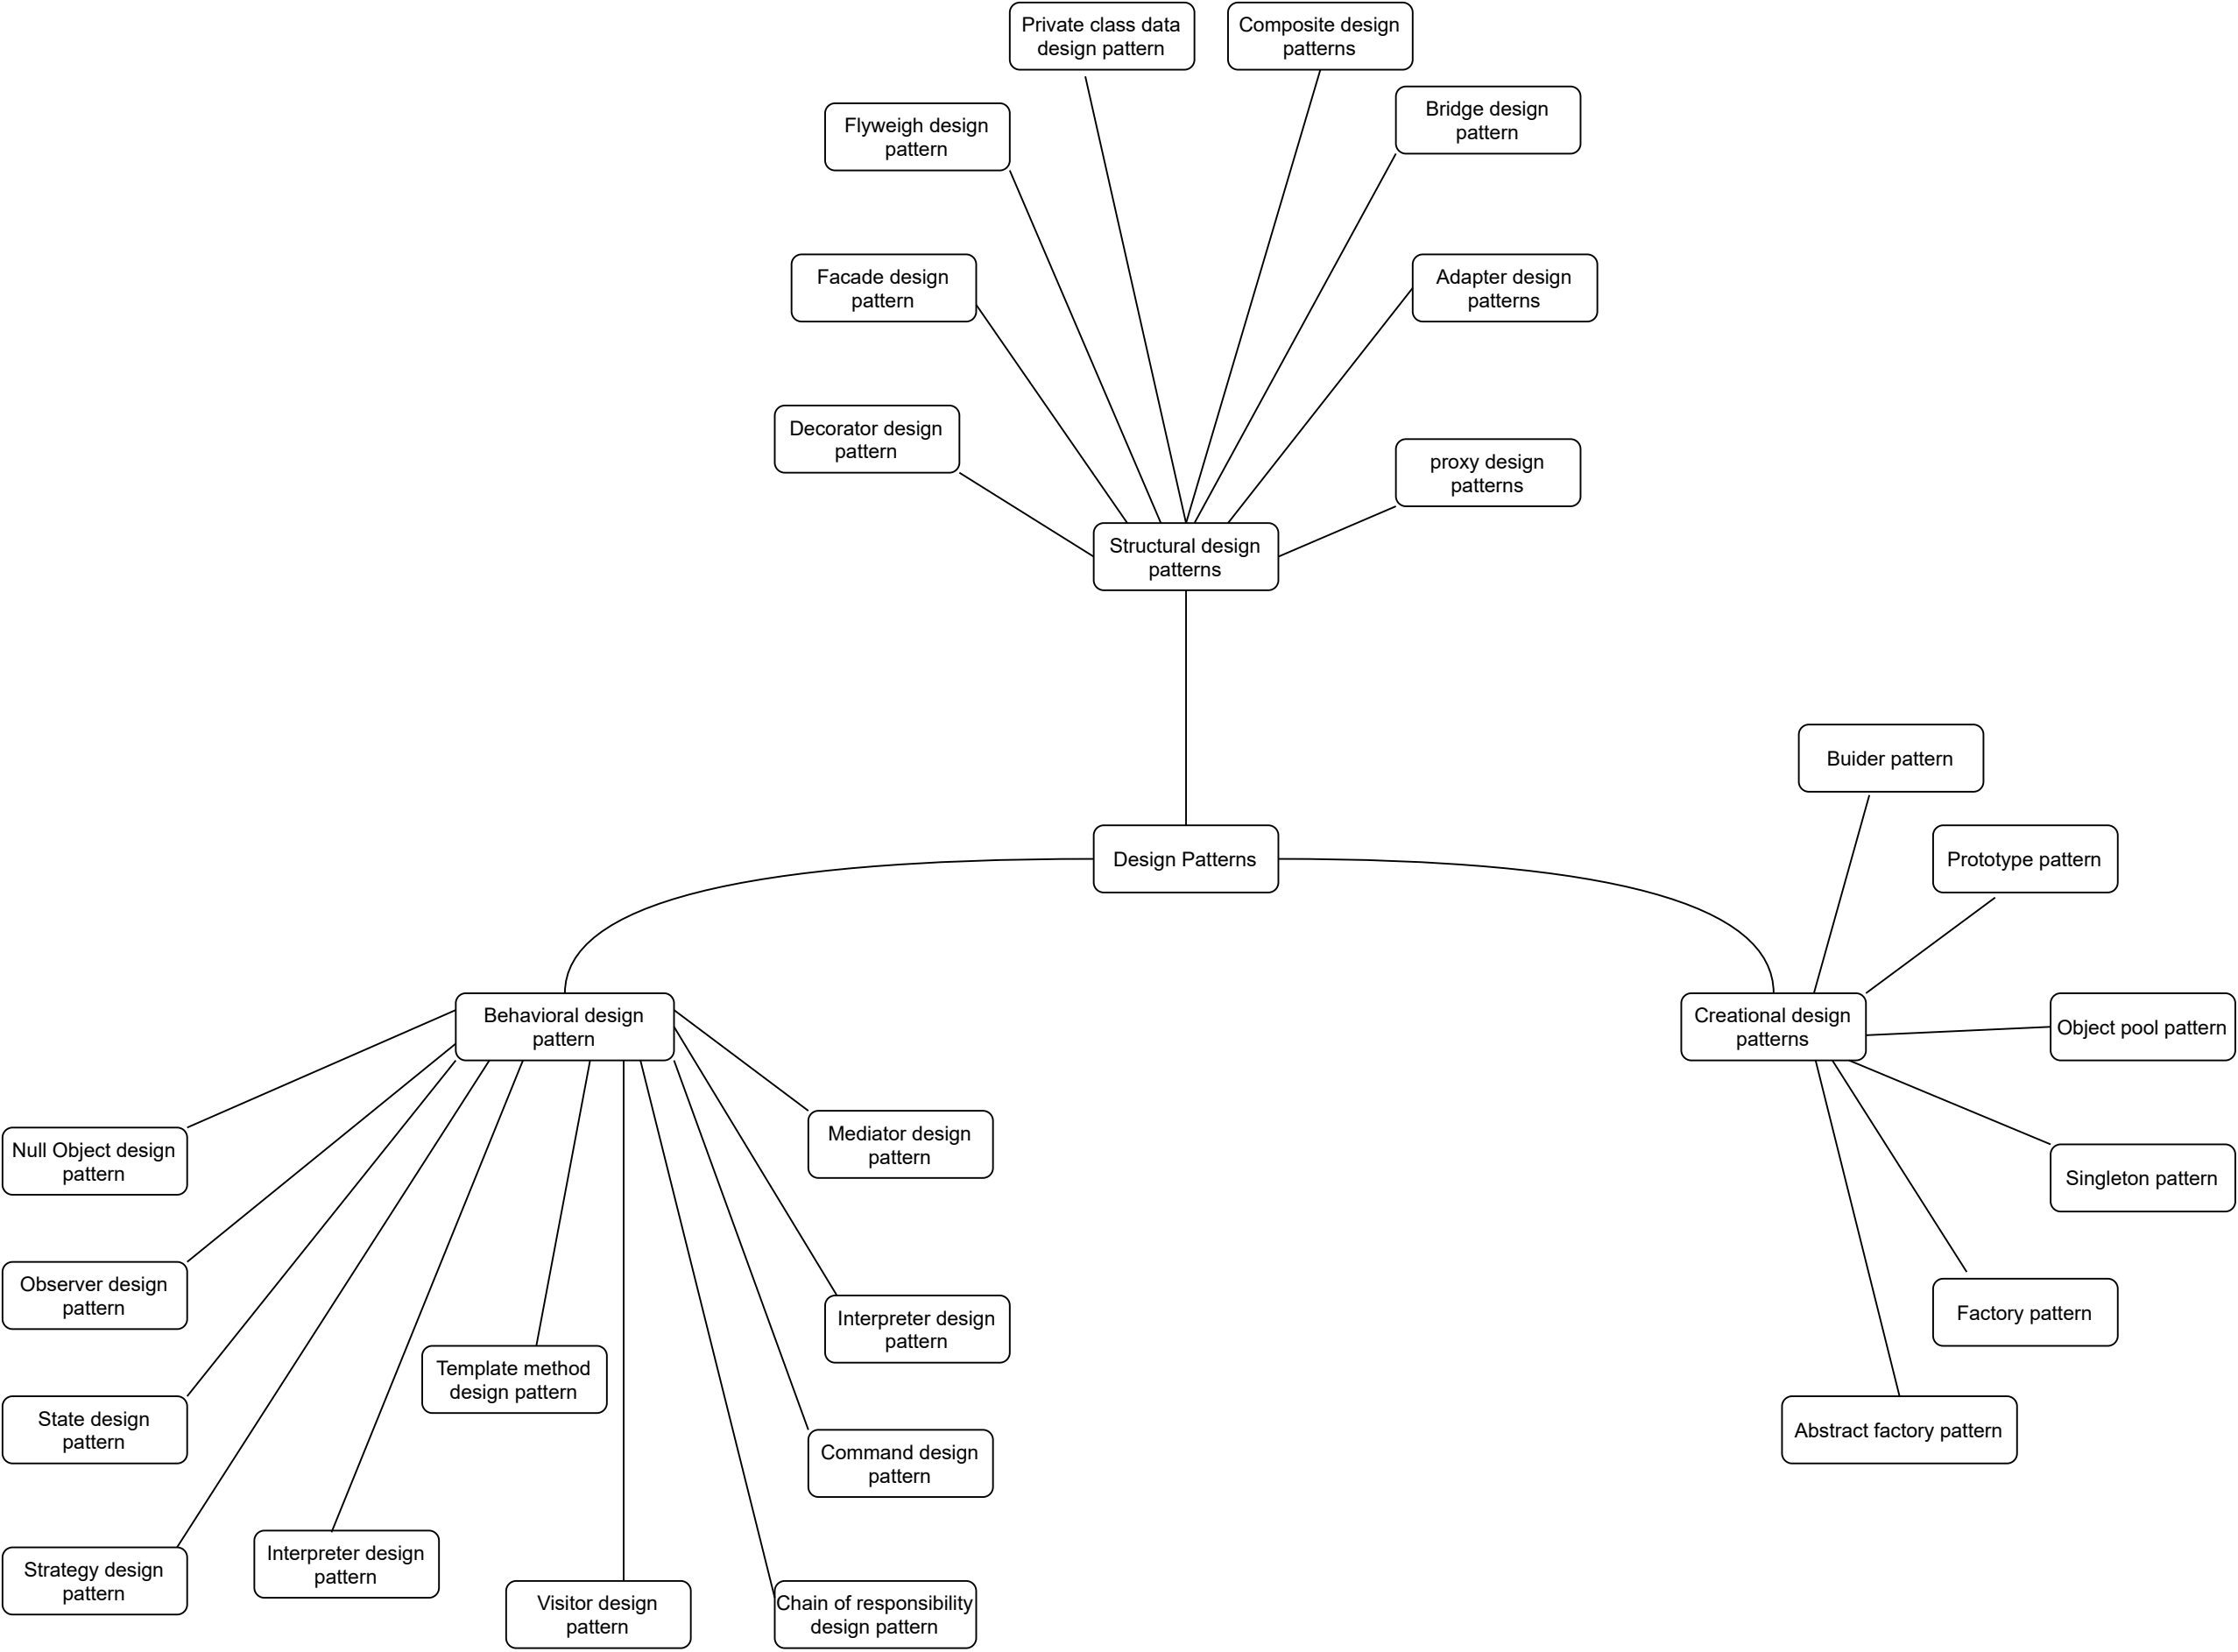 Private class data
design pattern
Composite design
patterns
Bridge design
pattern
Flyweigh design
pattern
Facade design
pattern
Adapter design
patterns
Decorator design
pattern
proxy design
patterns
Structural design
patterns
Buider pattern
Design Patterns
Prototype pattern
Behavioral design
pattern
Creational design
patterns
Object pool pattern
Mediator design
pattern
Null Object design
pattern
Singleton pattern
Observer design
pattern
Interpreter design
pattern
Factory pattern
Template method
design pattern
State design
pattern
Command design
pattern
Abstract factory pattern
Interpreter design
pattern
Strategy design
pattern
Visitor design
pattern
Chain of responsibility
design pattern